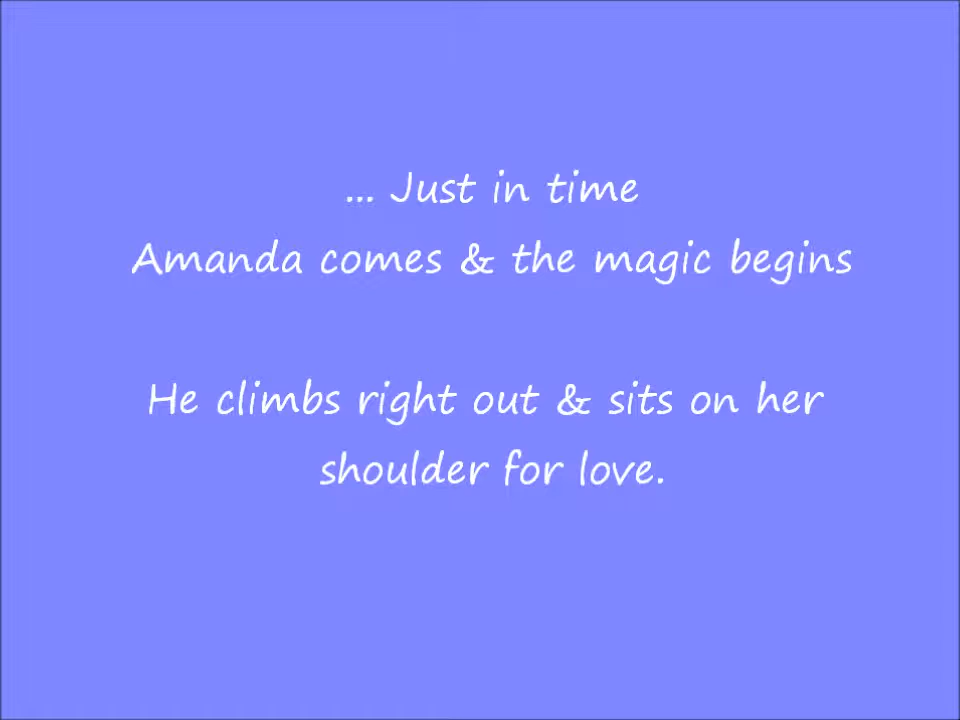 ... Just in time
Amanda comes & the magic begins
He climbs right out & sits on her
shoulder for love.